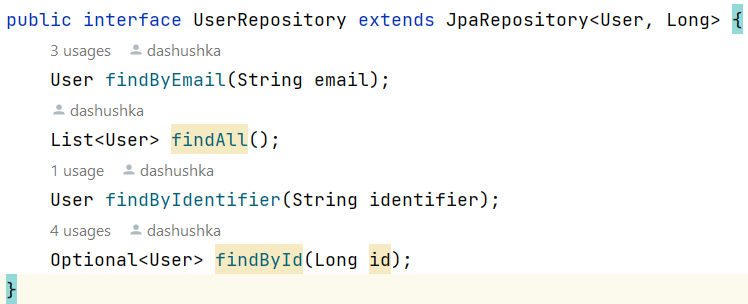 public interface UserRepository extends JpaRepository<User, Long> {
3 usages dashushka
User findByEmail(String email);
dashushka
List<User> findAll();
1 usage dashushka
User findByIdentifier(String identifier);
4 usages dashushka
Optional<User> findById(Long id);
}